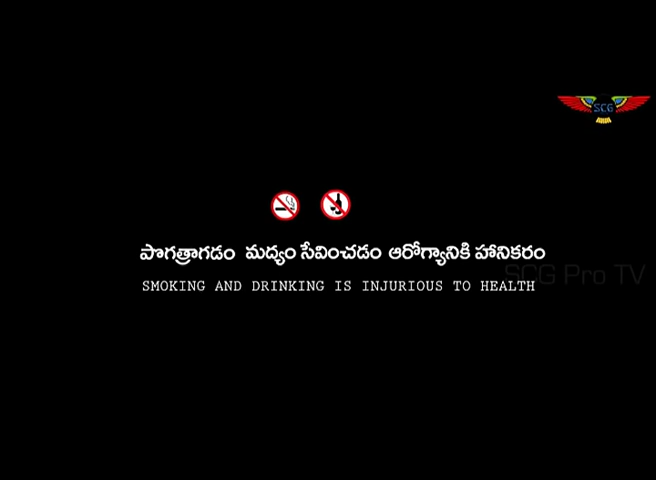 SCG
పొగత్రాగడం మద్యం సేవించడం ఆరోగ్యానికి హానికరం
SCG Pro TV
SMOKING AND DRINKING IS INJURIOUS TO HEALTH